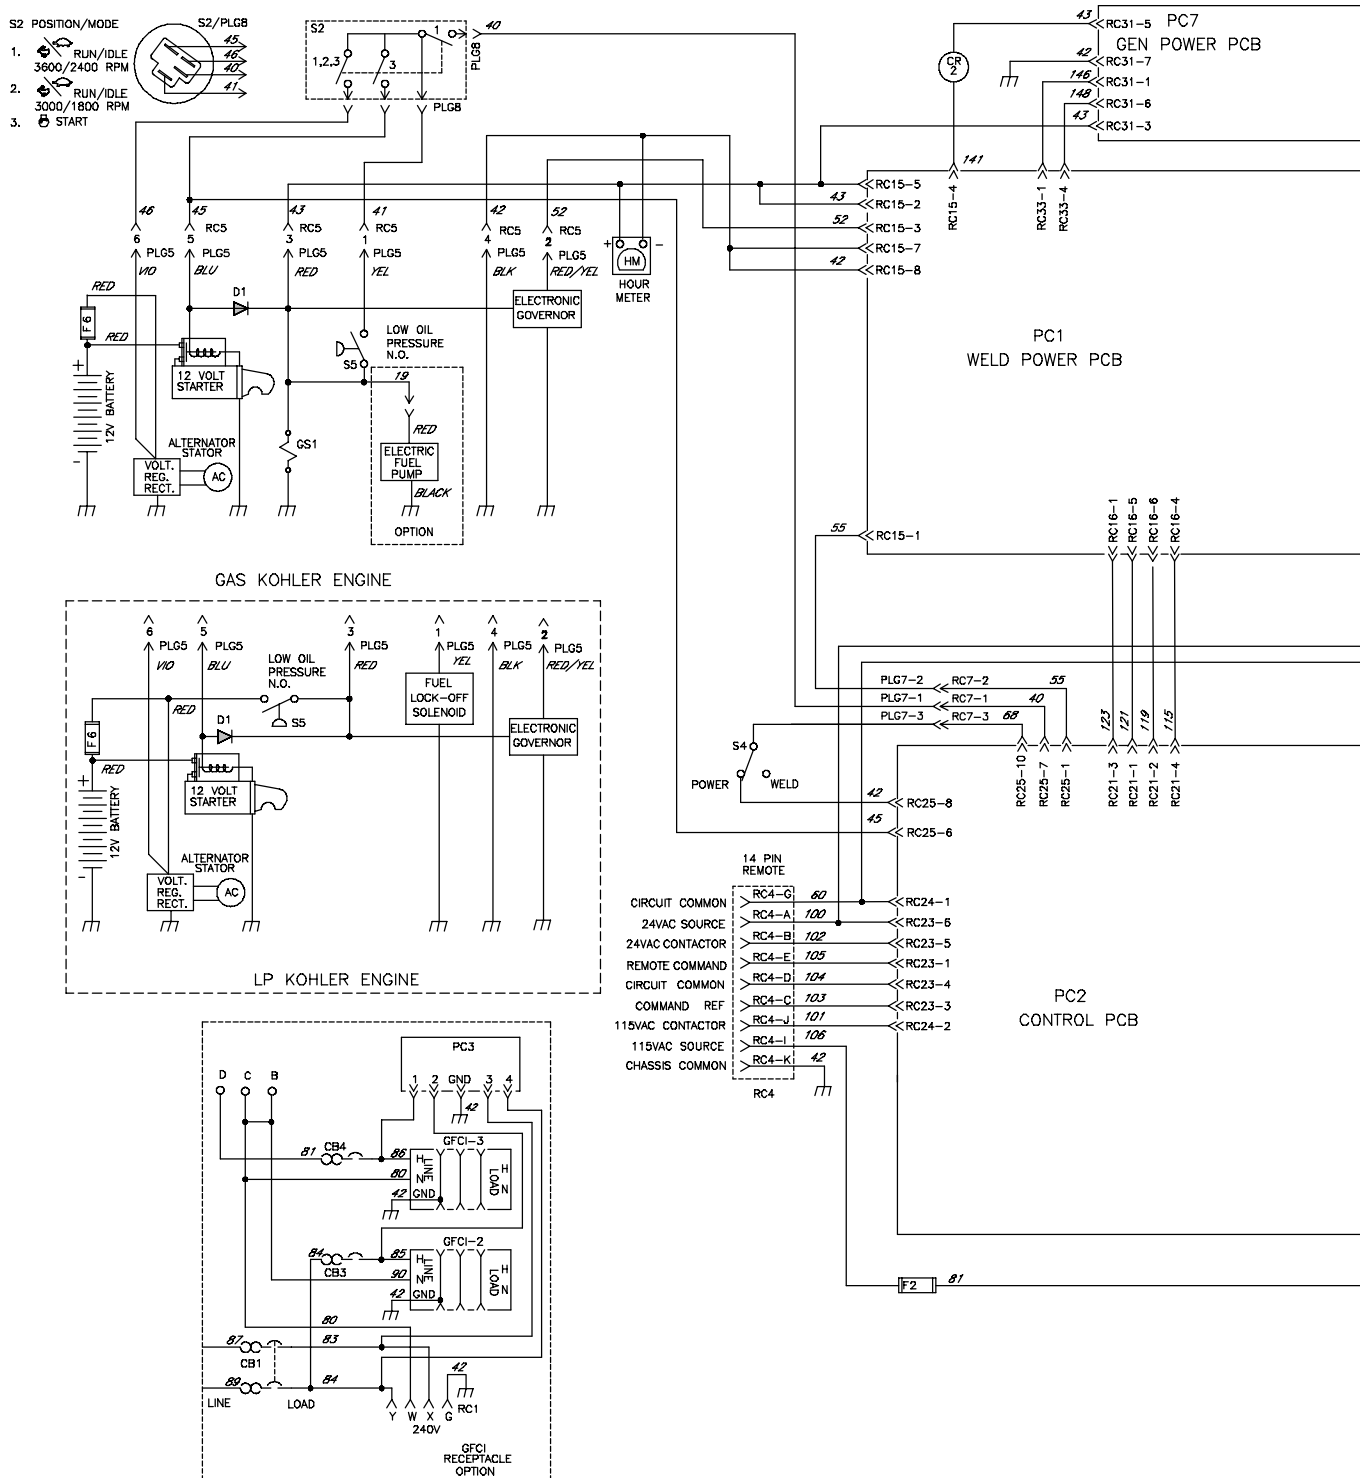 S2 POSITION/MODE
1. RUN/IDLE
3600/2400 RPM
2. RUN/IDLE
3000/1800 RPM
3. START
S2/PLG8
45
46
40
41
S2
1,2,3
3
1
40
PLG8
PLG8
43
RC31-5
PC7
GEN POWER PCB
42
RC31-7
146
RC31-1
148
RC31-6
43
RC31-3
CR
2
141
RC15-4
RC33-1
RC33-4
RC15-5
43
RC15-2
52
RC15-3
RC15-7
42
RC15-8
46
45
RC5
43
RC5
41
RC5
42
52
RC5
6
PLG5
5
PLG5
3
PLG5
1
PLG5
4
PLG5
2
PLG5
VIO
BLU
RED
YEL
BLK
RED/YEL
+
-
HM
HOUR
METER
RED
F6
RED
D1
ELECTRONIC
GOVERNOR
LOW OIL
PRESSURE
N.O.
S5
+
12V BATTERY
-
12 VOLT
STARTER
19
RED
ELECTRIC
FUEL
PUMP
BLACK
OPTION
GS1
ALTERNATOR
STATOR
VOLT.
REG.
RECT.
AC
PC1
WELD POWER PCB
55
RC15-1
RC16-1
RC16-5
RC16-6
RC16-4
GAS KOHLER ENGINE
6
PLG5
5
PLG5
3
PLG5
1
PLG5
4
PLG5
2
PLG5
VIO
BLU
RED
YEL
BLK
RED/YEL
LOW OIL
PRESSURE
N.O.
S5
FUEL
LOCK-OFF
SOLENOID
RED
F6
RED
D1
ELECTRONIC
GOVERNOR
+
12V BATTERY
-
12 VOLT
STARTER
ALTERNATOR
STATOR
VOLT.
REG.
RECT.
AC
LP KOHLER ENGINE
PLG7-2
RC7-2
55
PLG7-1
RC7-1
40
PLG7-3
RC7-3
68
123
121
119
115
S4
POWER
WELD
RC25-10
RC25-7
RC25-1
RC21-3
RC21-1
RC21-2
RC21-4
42
RC25-8
45
RC25-6
14 PIN
REMOTE
CIRCUIT COMMON
RC4-G
60
RC24-1
24VAC SOURCE
RC4-A
100
RC23-6
24VAC CONTACTOR
RC4-B
102
RC23-5
REMOTE COMMAND
RC4-E
105
RC23-1
CIRCUIT COMMON
RC4-D
104
RC23-4
COMMAND REF
RC4-C
103
RC23-3
115VAC CONTACTOR
RC4-J
101
RC24-2
115VAC SOURCE
RC4-I
106
CHASSIS COMMON
RC4-K
42
RC4
PC2
CONTROL PCB
F2
81
PC3
1
2
GND
3
4
42
D
C
B
81
CB4
86
80
42
GFCI-3
H
N
LINE
GND
LOAD
H
N
84
CB3
85
90
42
GFCI-2
H
N
LINE
GND
LOAD
H
N
80
87
CB1
83
89
84
LINE
LOAD
42
Y
W
X
G
RC1
240V
GFCI
RECEPTACLE
OPTION